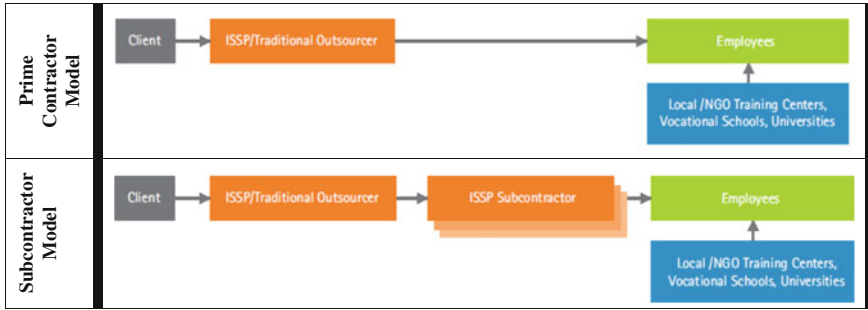 Prime
Contractor
Model
Client
ISSP/Traditional Outsourcer
Employees
Local /NGO Training Centers,
Vocational Schools, Universities
Subcontractor
Model
Client
ISSP/Traditional Outsourcer
ISSP Subcontractor
Employees
Local /NGO Training Centers,
Vocational Schools, Universities